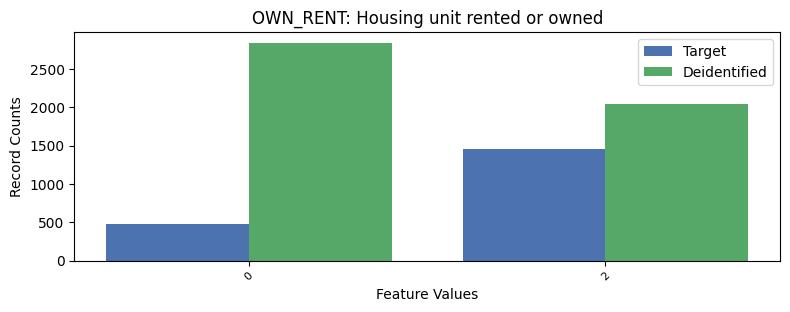 OWN_RENT: Housing unit rented or owned
Target
Deidentified
Record Counts
2500
2000
1500
1000
500
0
0
2
Feature Values